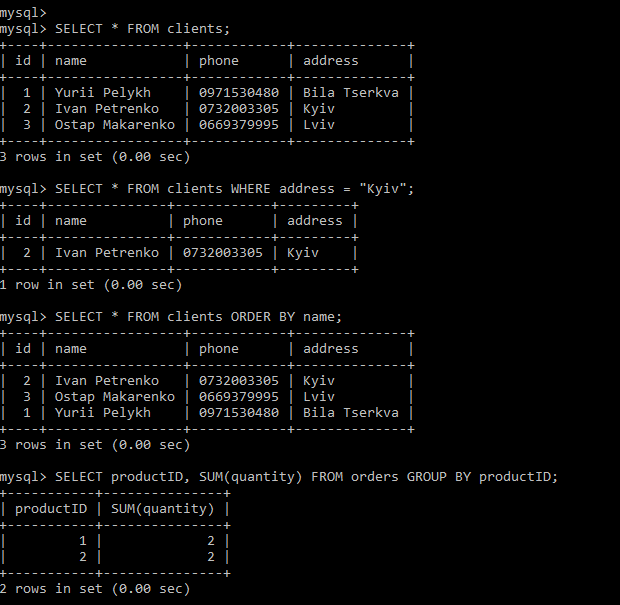 mysql>
mysql> SELECT * FROM clients;
+----+-----------------+------------+--------------+
| id | name            | phone      | address      |
+----+-----------------+------------+--------------+
|  1 | Yurii Pelykh    | 0971530480 | Bila Tserkva |
|  2 | Ivan Petrenko   | 0732003305 | Kyiv         |
|  3 | Ostap Makarenko | 0669379995 | Lviv         |
+----+-----------------+------------+--------------+
3 rows in set (0.00 sec)

mysql> SELECT * FROM clients WHERE address = "Kyiv";
+----+---------------+------------+---------+
| id | name          | phone      | address |
+----+---------------+------------+---------+
|  2 | Ivan Petrenko | 0732003305 | Kyiv    |
+----+---------------+------------+---------+
1 row in set (0.00 sec)

mysql> SELECT * FROM clients ORDER BY name;
+----+-----------------+------------+--------------+
| id | name            | phone      | address      |
+----+-----------------+------------+--------------+
|  2 | Ivan Petrenko   | 0732003305 | Kyiv         |
|  3 | Ostap Makarenko | 0669379995 | Lviv         |
|  1 | Yurii Pelykh    | 0971530480 | Bila Tserkva |
+----+-----------------+------------+--------------+
3 rows in set (0.00 sec)

mysql> SELECT productID, SUM(quantity) FROM orders GROUP BY productID;
+-----------+---------------+
| productID | SUM(quantity) |
+-----------+---------------+
|         1 |             2 |
|         2 |             2 |
+-----------+---------------+
2 rows in set (0.00 sec)